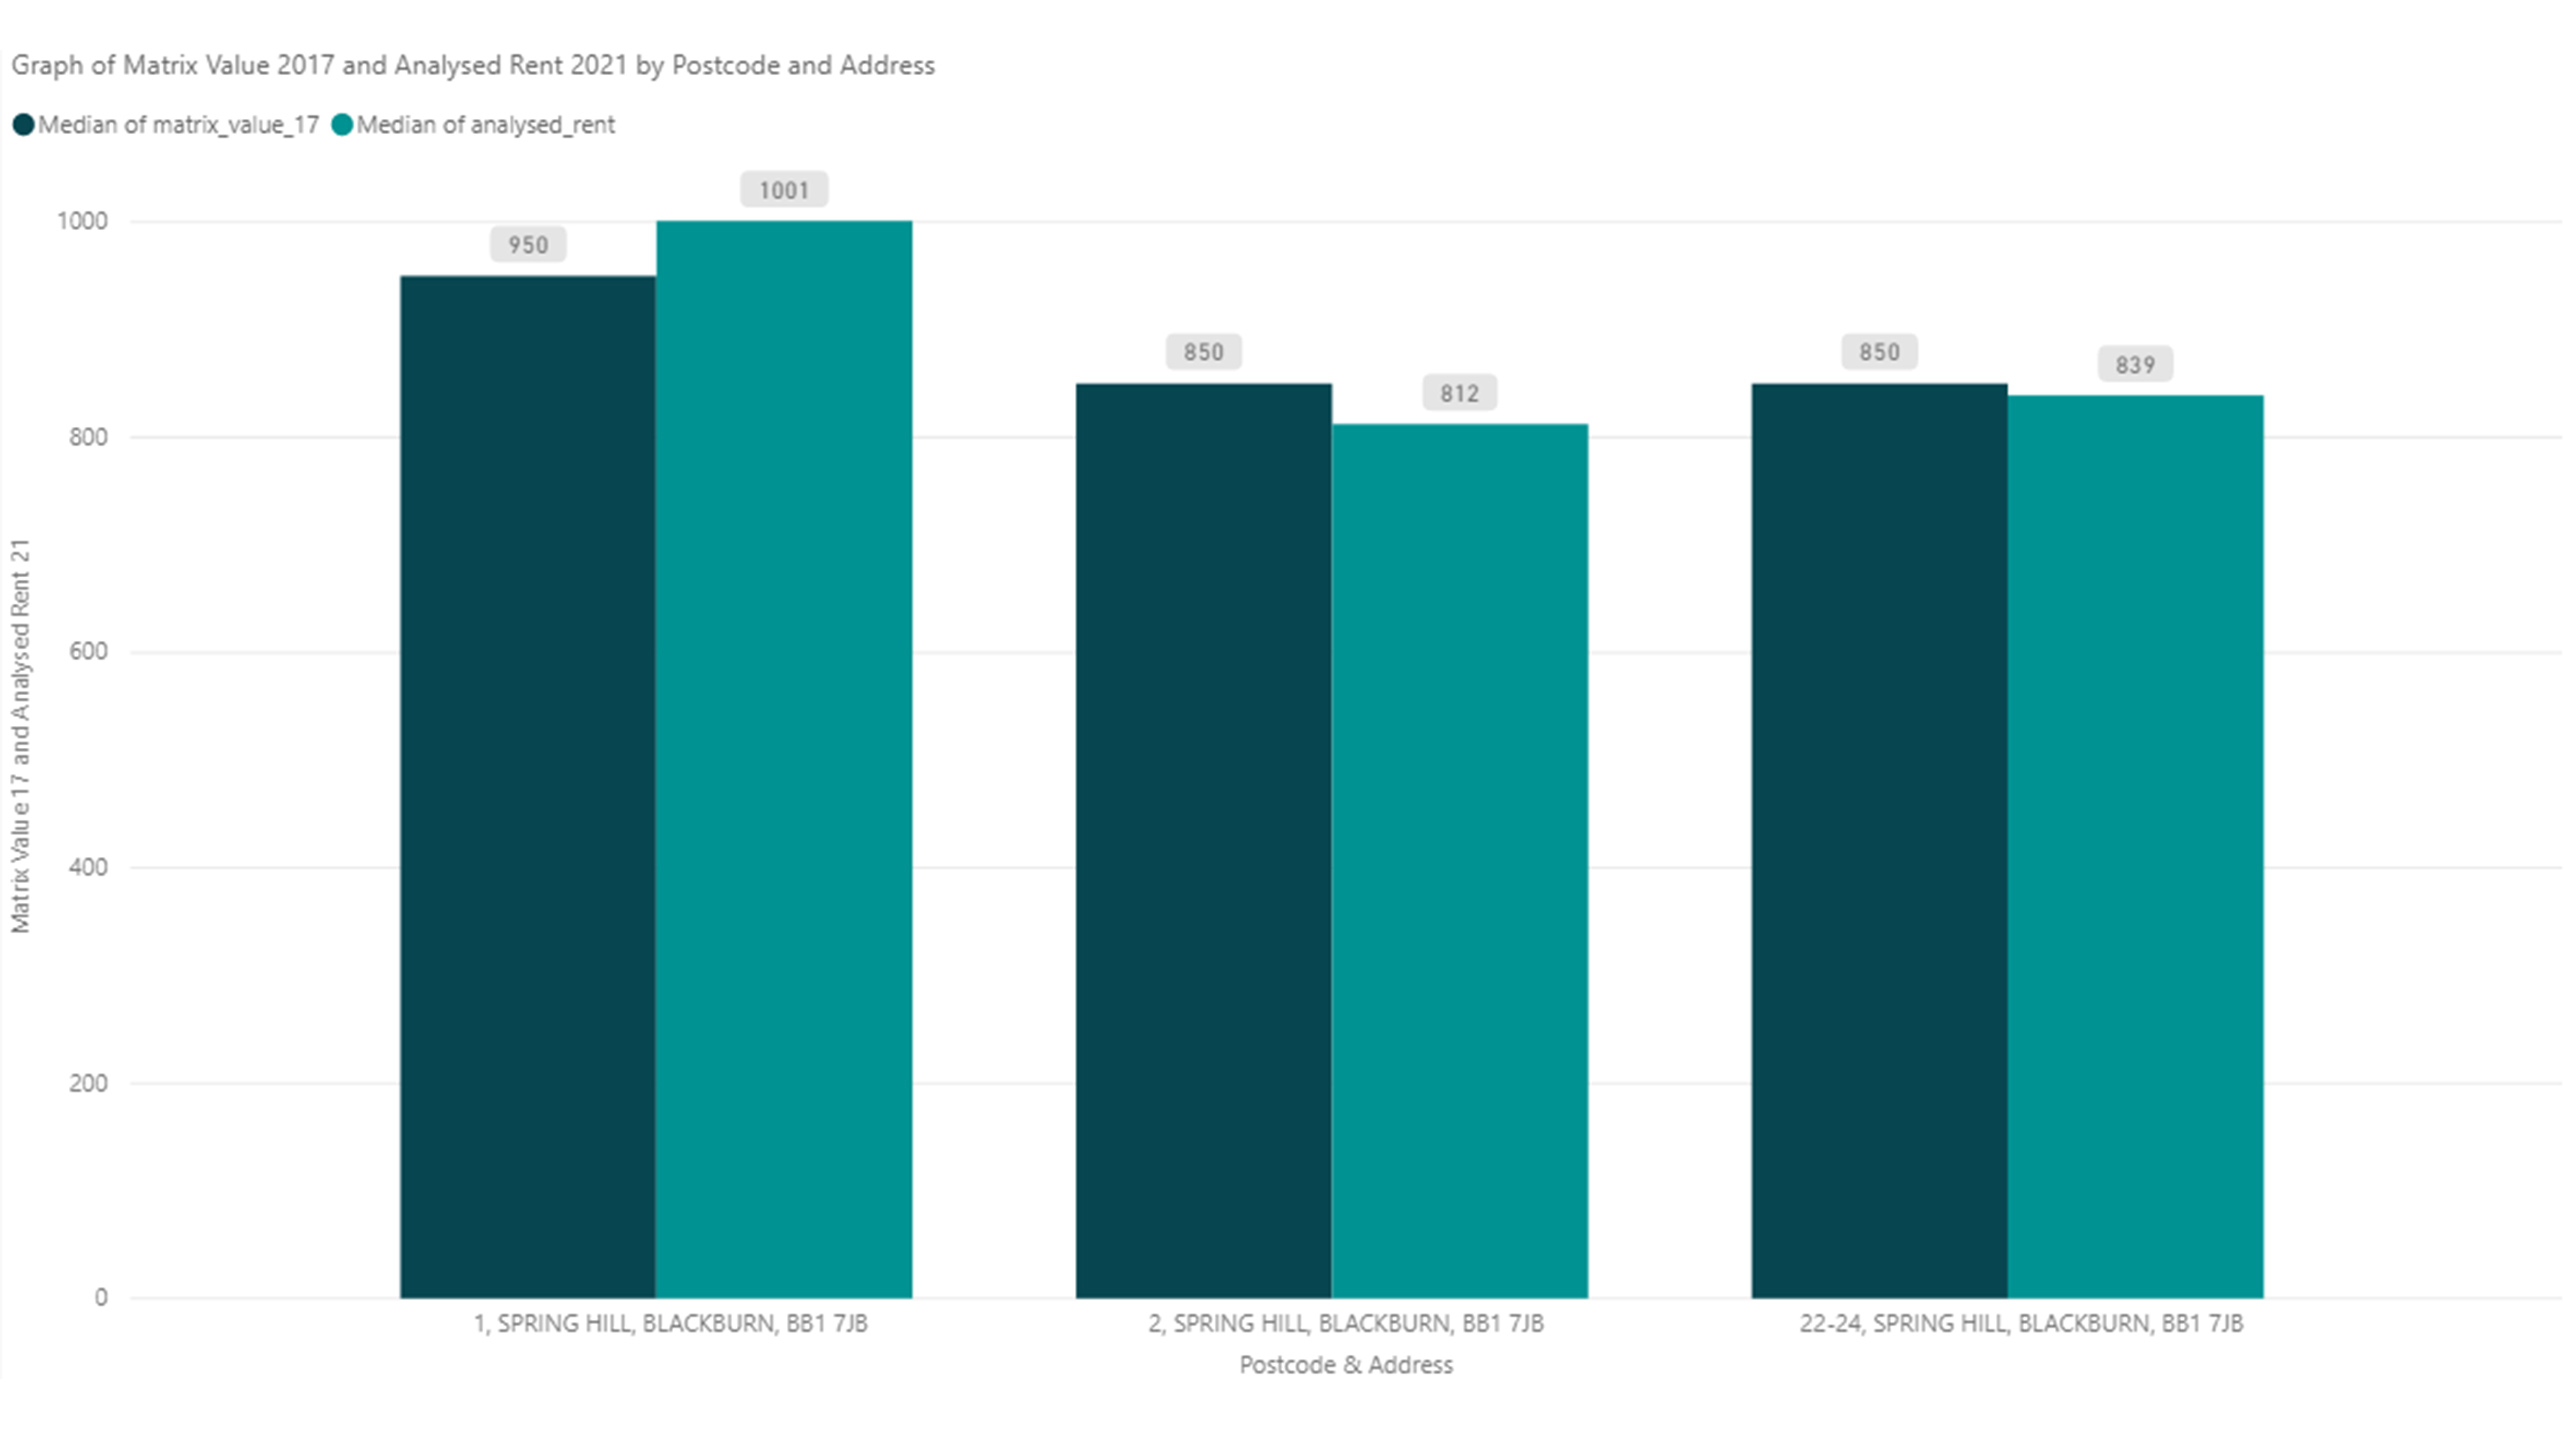 Graph of Matrix Value 2017 and Analysed Rent 2021 by Postcode and Address
Median of matrix_value_17 Median of analysed_rent
1001
1000
950
850
850
839
812
800
600
400
200
0
Matrix Value 17 and Analysed Rent 21
1, SPRING HILL, BLACKBURN, BB1 7JB
2, SPRING HILL, BLACKBURN, BB1 7JB
22-24, SPRING HILL, BLACKBURN, BB1 7JB
Postcode & Address